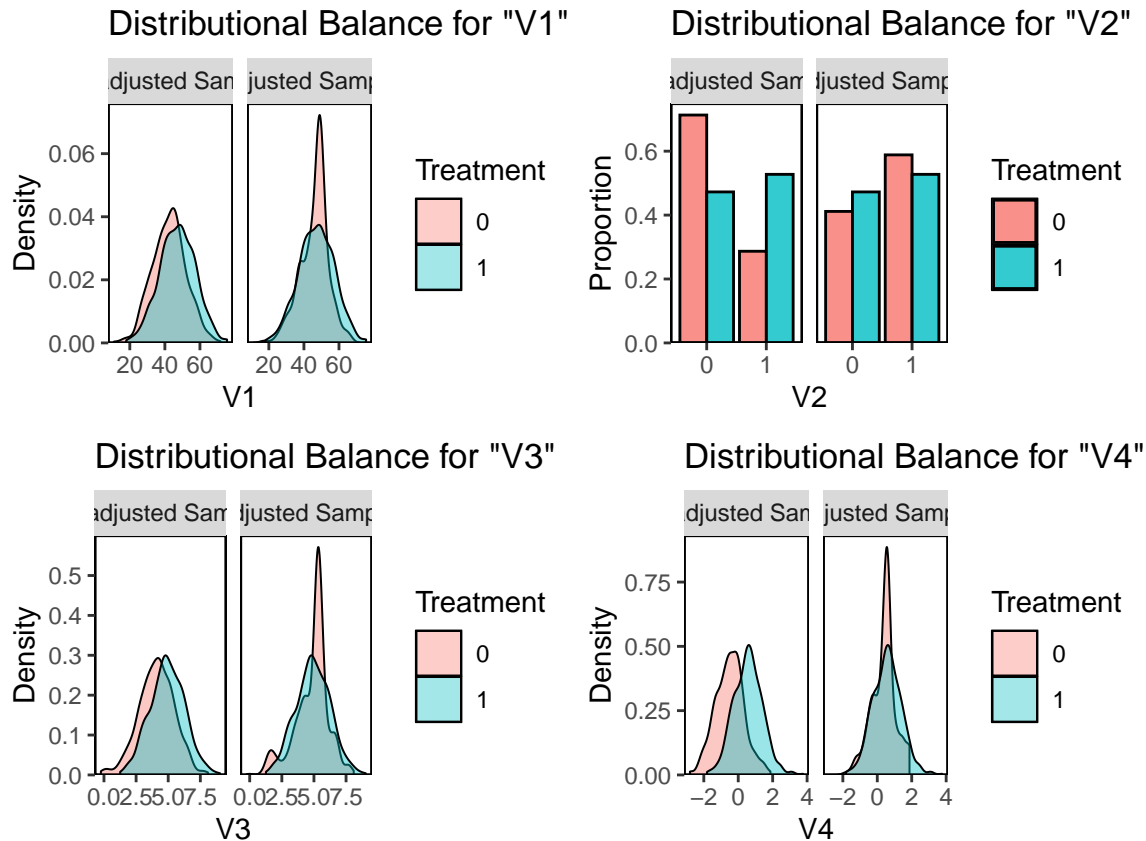 Distributional Balance for "V1"
djusted San
justed Samp
Density
0.06
0.04
0.02
0.00
20 40 60
20 40 60
V1
Treatment
0
1
Distributional Balance for "V2"
adjusted Sam
justed Samp
Proportion
0.6
0.4
0.2
0.0
0 1
0 1
V2
Treatment
0
1
Distributional Balance for "V3"
adjusted Sam
djusted Samp
Density
0.5
0.4
0.3
0.2
0.1
0.0
0.02.55.07.5
0.02.55.07.5
V3
Treatment
0
1
Distributional Balance for "V4"
djusted San
justed Samp
Density
0.75
0.50
0.25
0.00
−2 0 2 4
−2 0 2 4
V4
Treatment
0
1